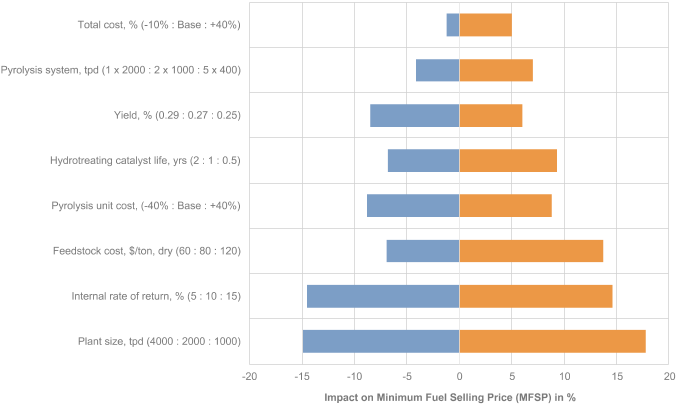 Total cost, % (-10% : Base : +40%)
Pyrolysis system, tpd (1 x 2000 : 2 x 1000 : 5 x 400)
Yield, % (0.29 : 0.27 : 0.25)
Hydrotreating catalyst life, yrs (2 : 1 : 0.5)
Pyrolysis unit cost, (-40% : Base : +40%)
Feedstock cost, $/ton, dry (60 : 80 : 120)
Internal rate of return, % (5 : 10 : 15)
Plant size, tpd (4000 : 2000 : 1000)
-20 -15 -10 -5 0 5 10 15 20
Impact on Minimum Fuel Selling Price (MFSP) in %